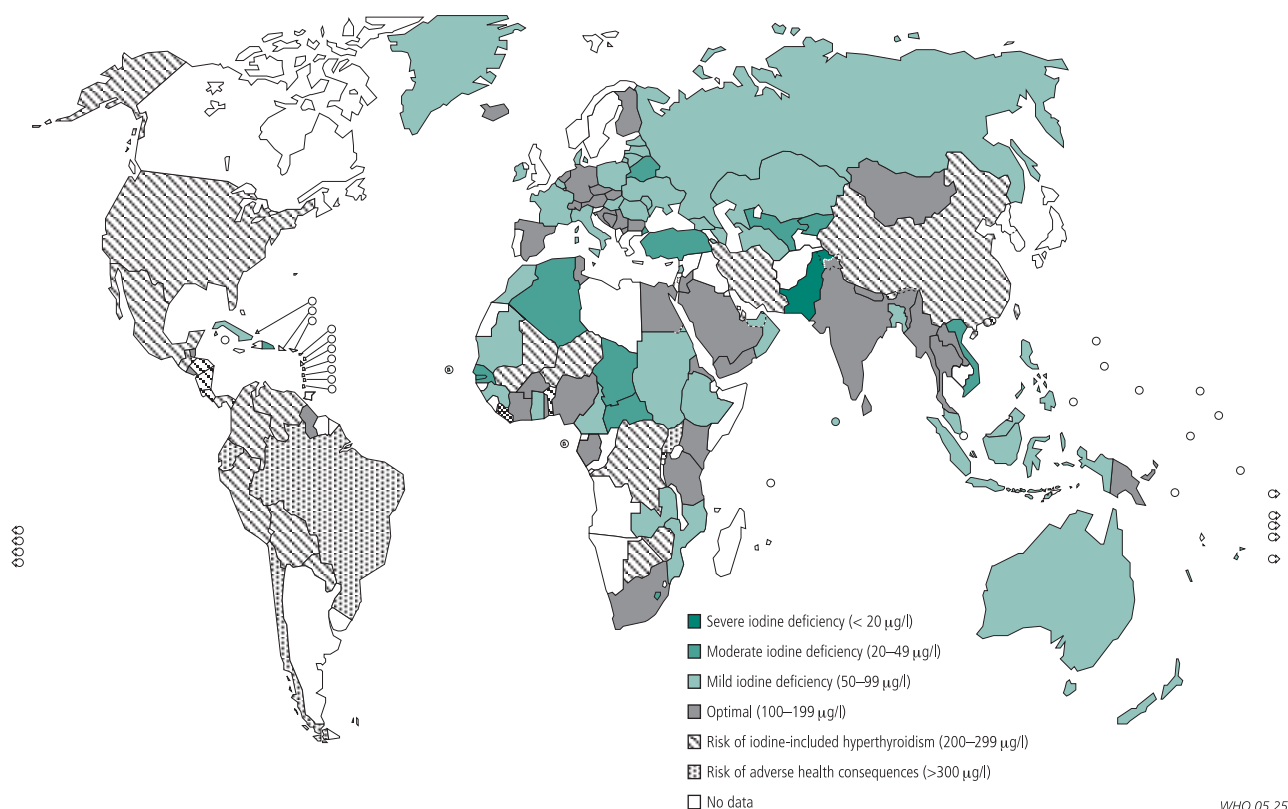 Severe iodine deficiency (< 20 µg/l)
Moderate iodine deficiency (20–49 µg/l)
Mild iodine deficiency (50–99 µg/l)
Optimal (100–199 µg/l)
Risk of iodine-included hyperthyroidism (200–299 µg/l)
Risk of adverse health consequences (>300 µg/l)
No data
WHO 05.25